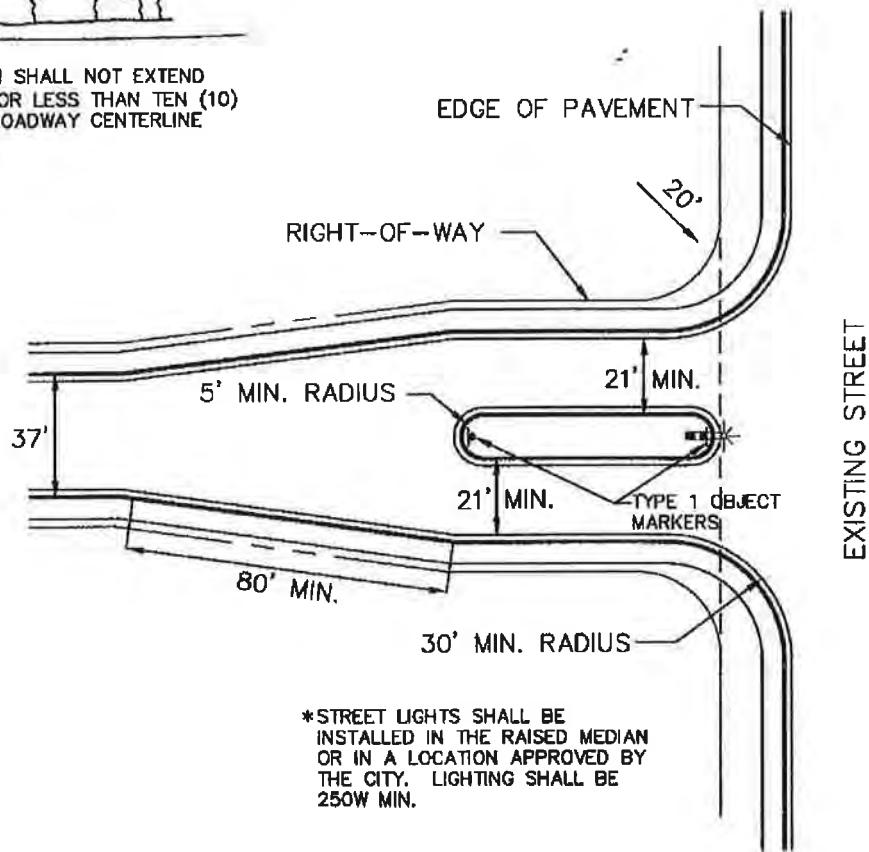 SHALL NOT EXTEND
OR LESS THAN TEN (10)
OADWAY CENTERLINE
EDGE OF PAVEMENT
20'
RIGHT-OF-WAY
5' MIN. RADIUS
21' MIN.
37'
21' MIN.
TYPE 1 OBJECT
MARKERS
EXISTING STREET
80' MIN.
30' MIN. RADIUS
*STREET LIGHTS SHALL BE
INSTALLED IN THE RAISED MEDIAN
OR IN A LOCATION APPROVED BY
THE CITY. LIGHTING SHALL BE
250W MIN.